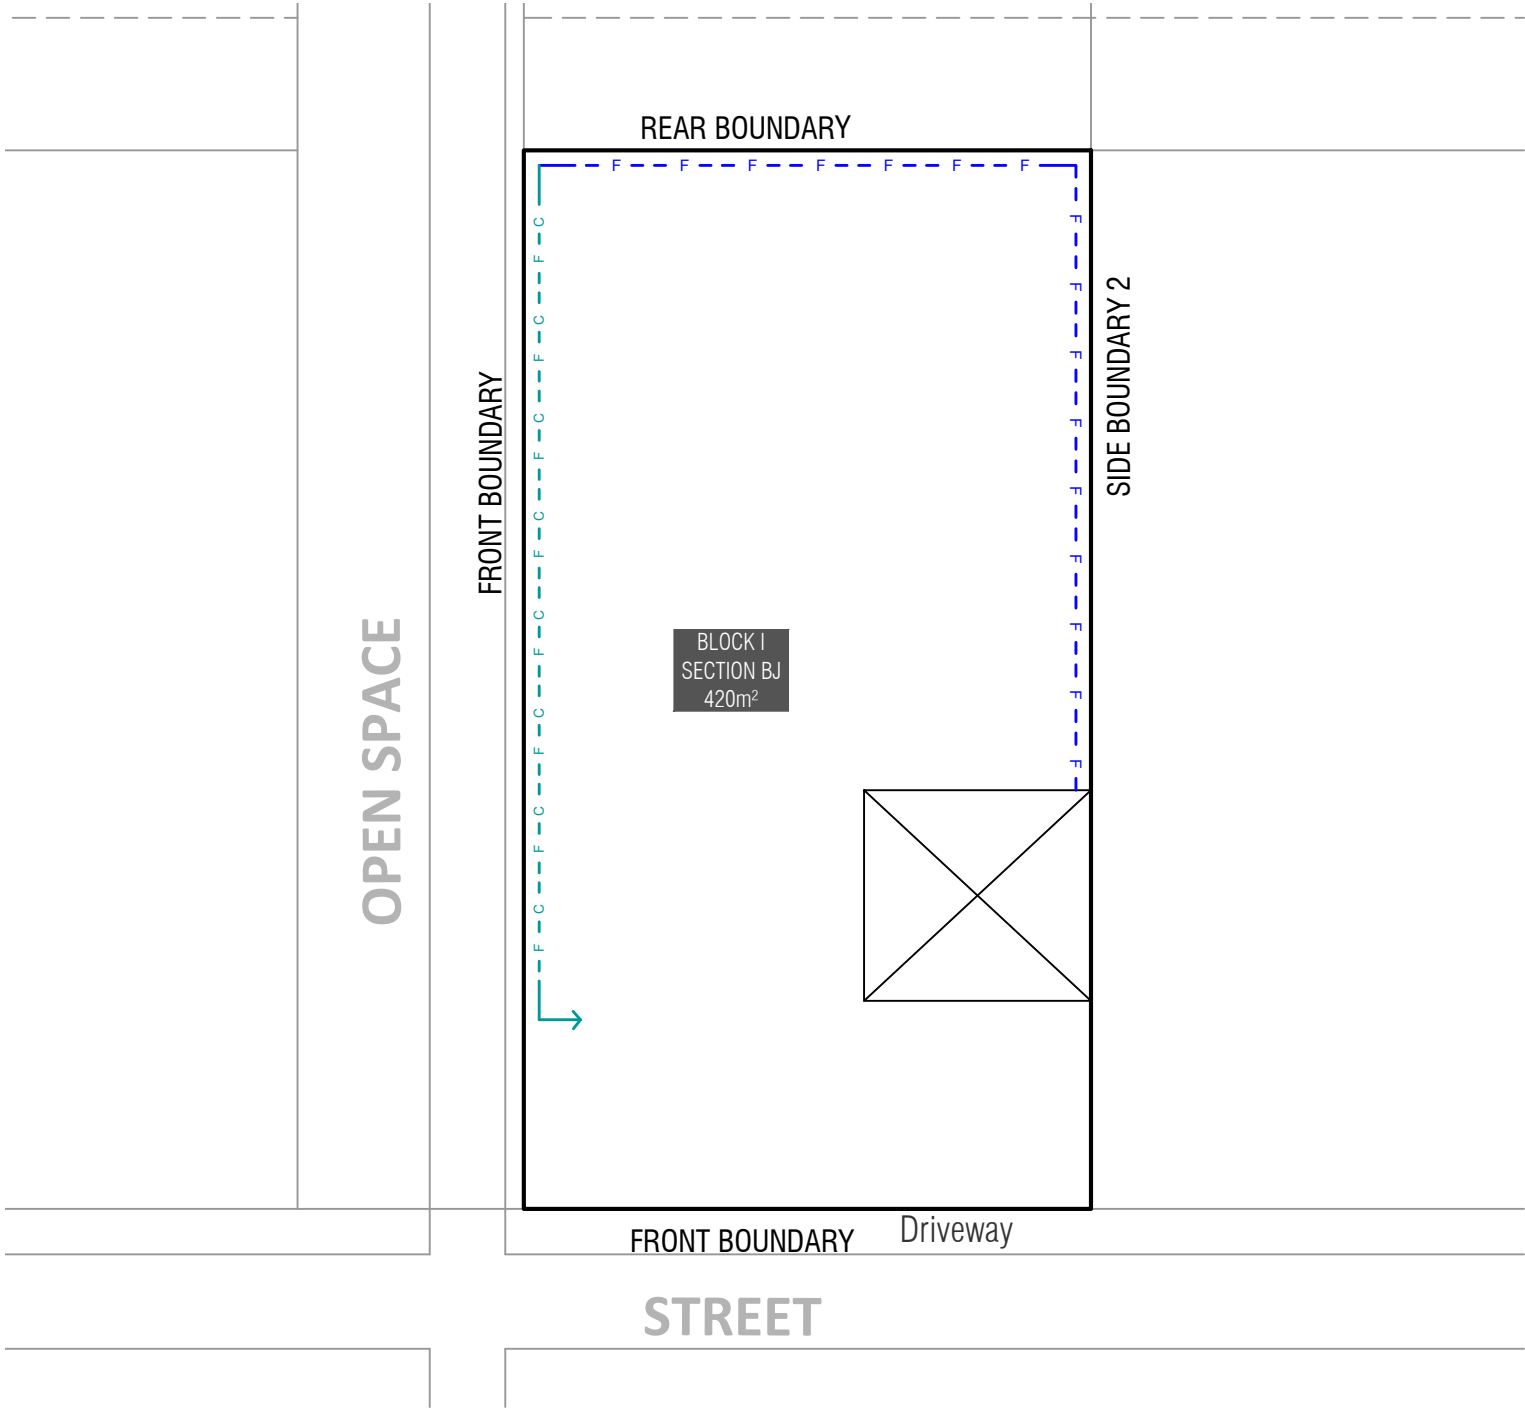 REAR BOUNDARY
F F F F F F F
C F C F C F C F C F C F C F C F
F F F F F F F F F
FRONT BOUNDARY
SIDE BOUNDARY 2
OPEN SPACE
BLOCK I
SECTION BJ
420m²
FRONT BOUNDARY
Driveway
STREET